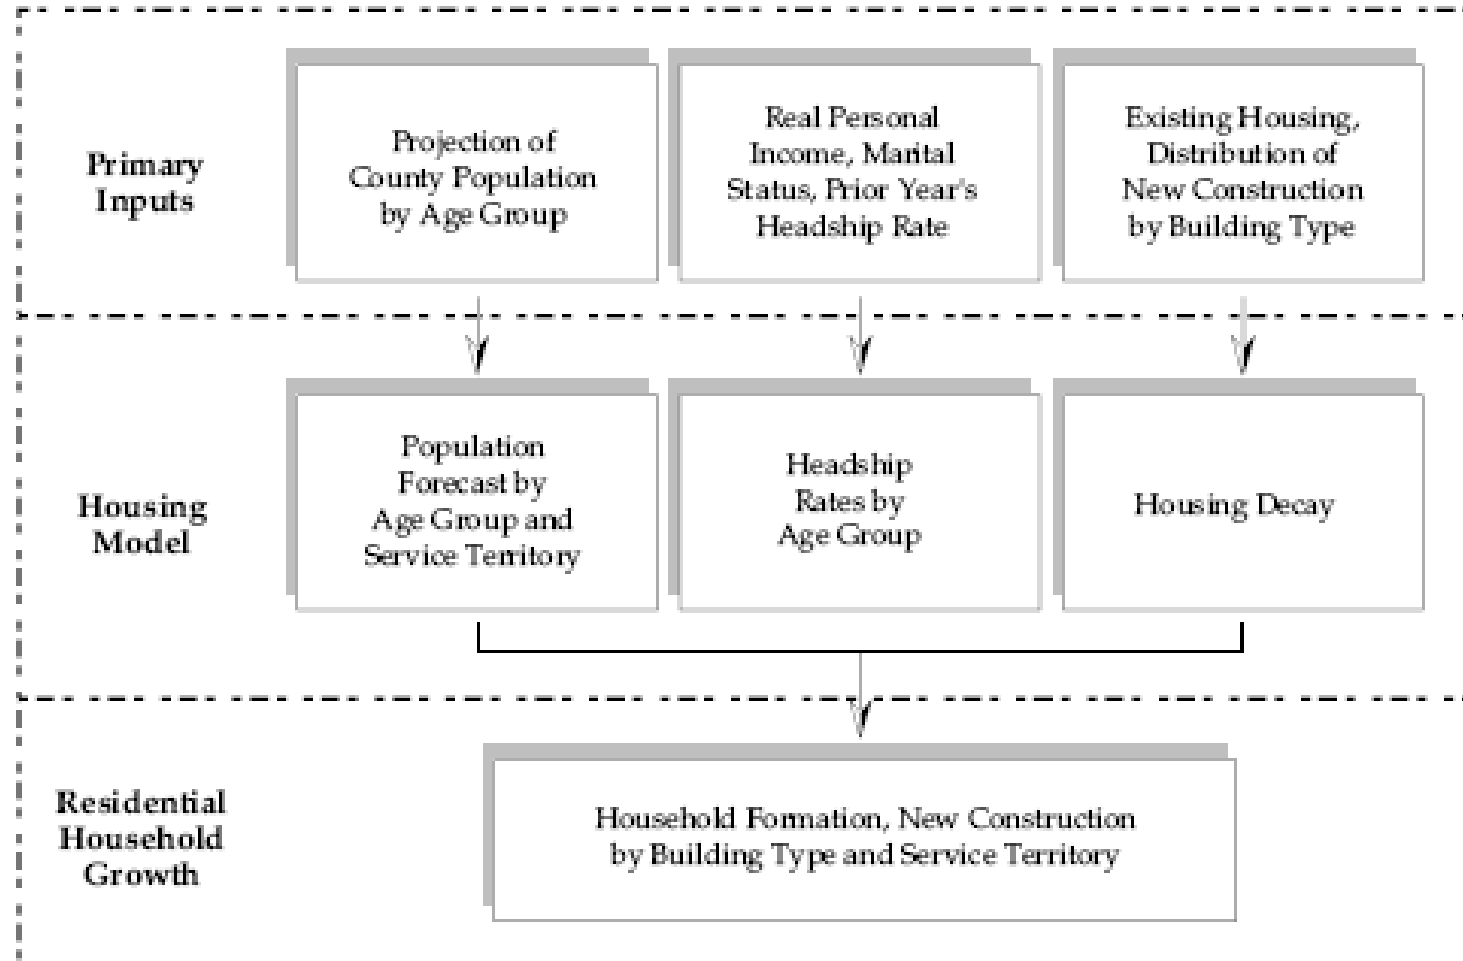 Primary
Inputs
Projection of
County Population
by Age Group
Real Personal
Income, Marital
Status, Prior Year's
Headship Rate
Existing Housing,
Distribution of
New Construction
by Building Type
Housing
Model
Population
Forecast by
Age Group and
Service Territory
Headship
Rates by
Age Group
Housing Decay
Residential
Household
Growth
Household Formation, New Construction
by Building Type and Service Territory